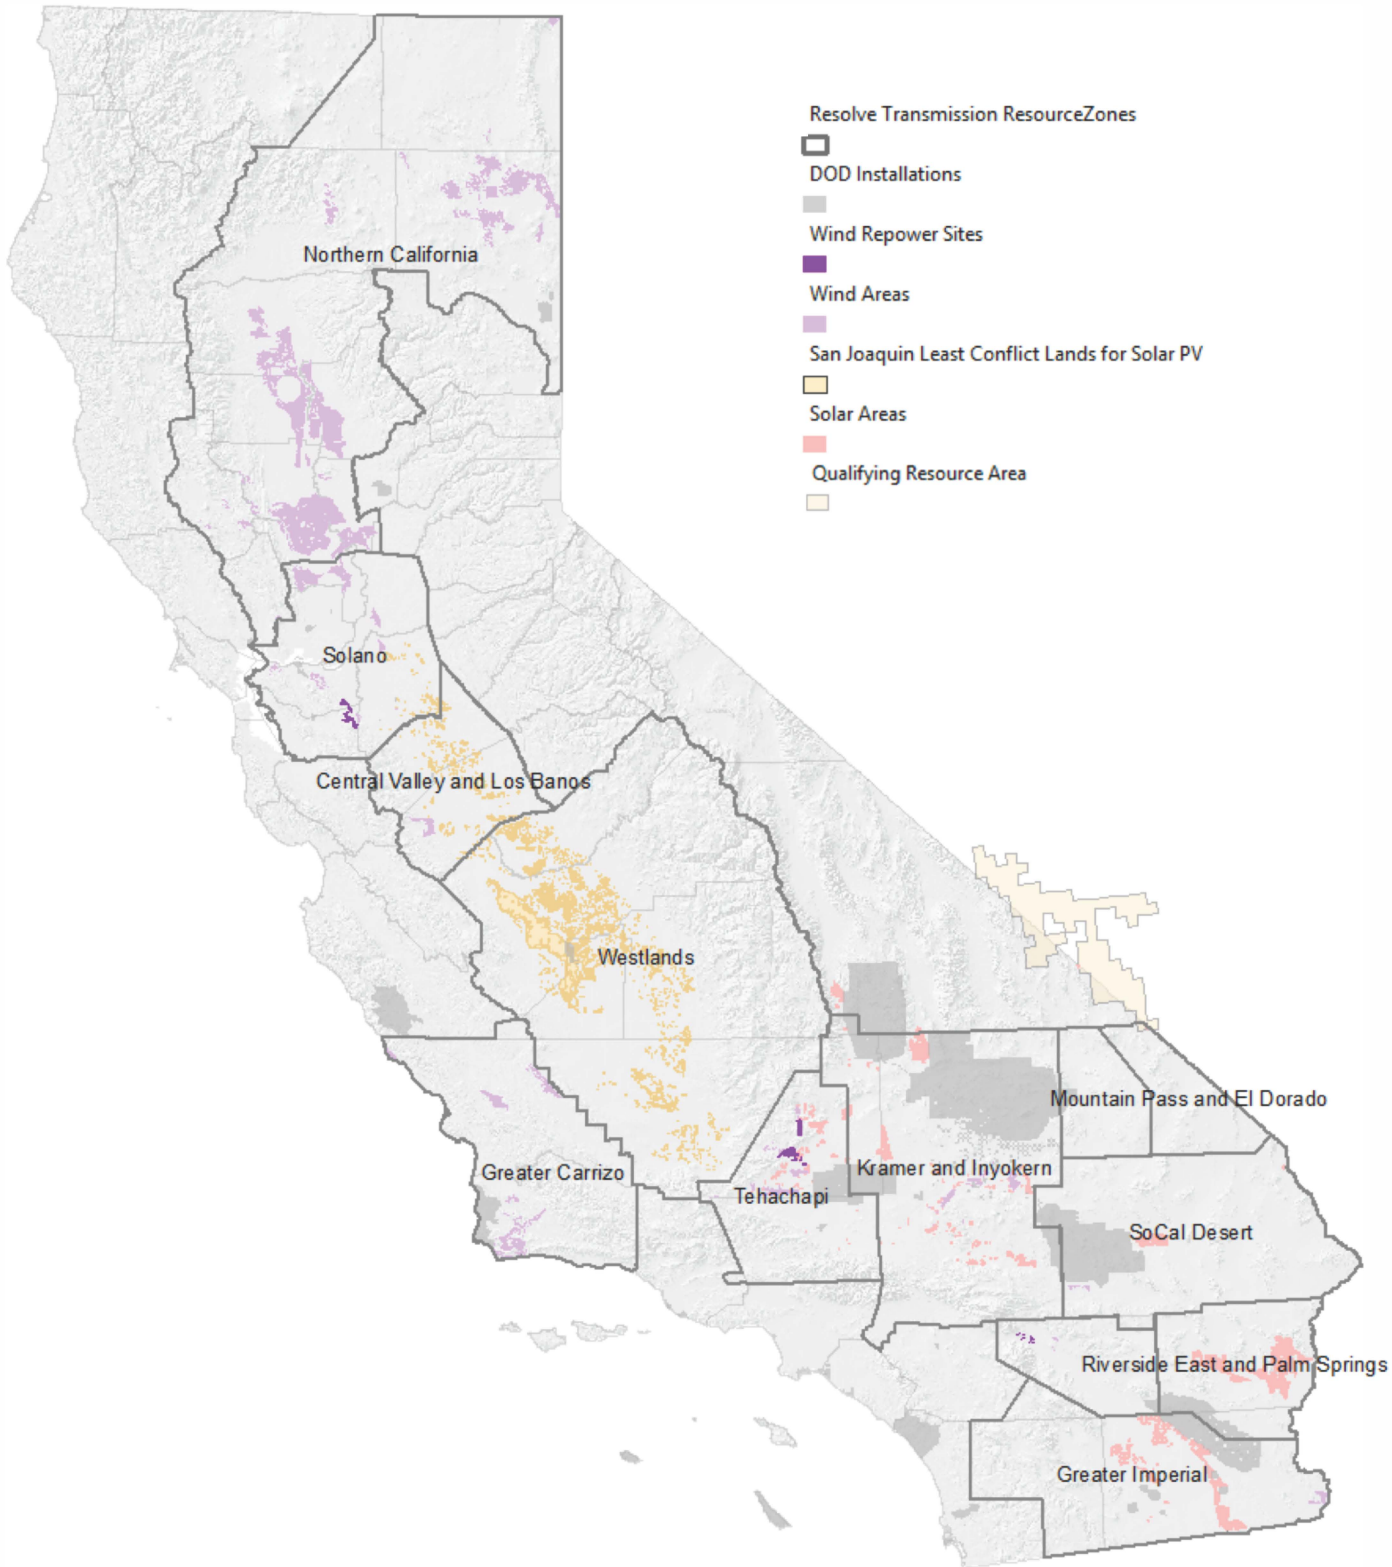 Resolve Transmission ResourceZones
DOD Installations
Wind Repower Sites
Wind Areas
San Joaquin Least Conflict Lands for Solar PV
Solar Areas
Qualifying Resource Area
Northern California
Solano
Central Valley and Los Banos
Westlands
Mountain Pass and El Dorado
Kramer and Inyokern
Greater Carrizo
Tehachapi
SoCal Desert
Riverside East and Palm Springs
Greater Imperial